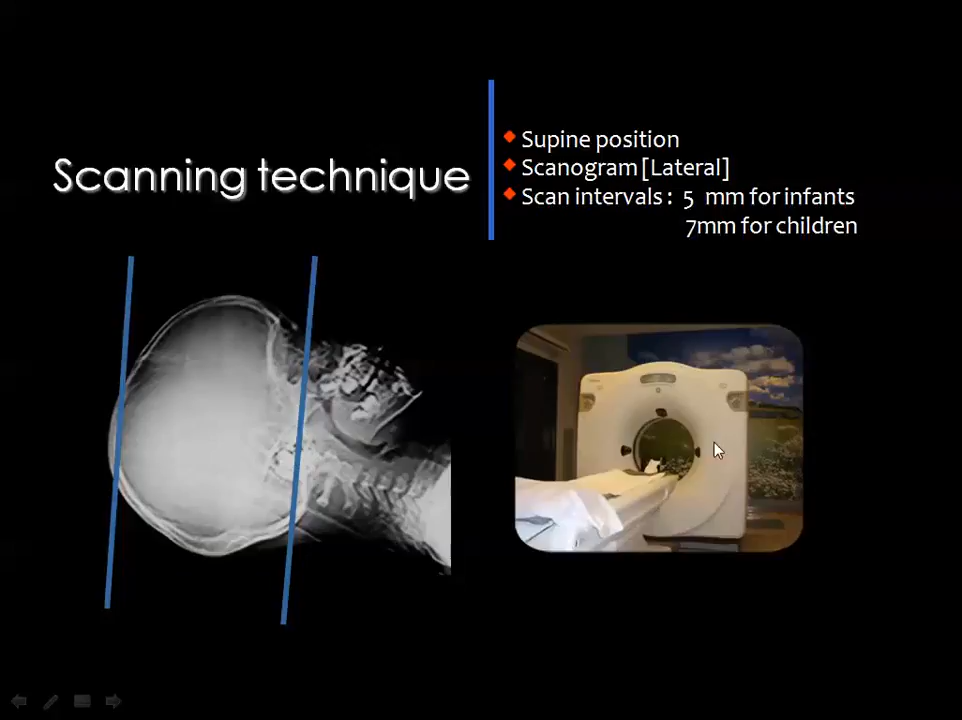 Scanning technique
Supine position
Scanogram [Lateral]
Scan intervals : 5 mm for infants
7mm for children